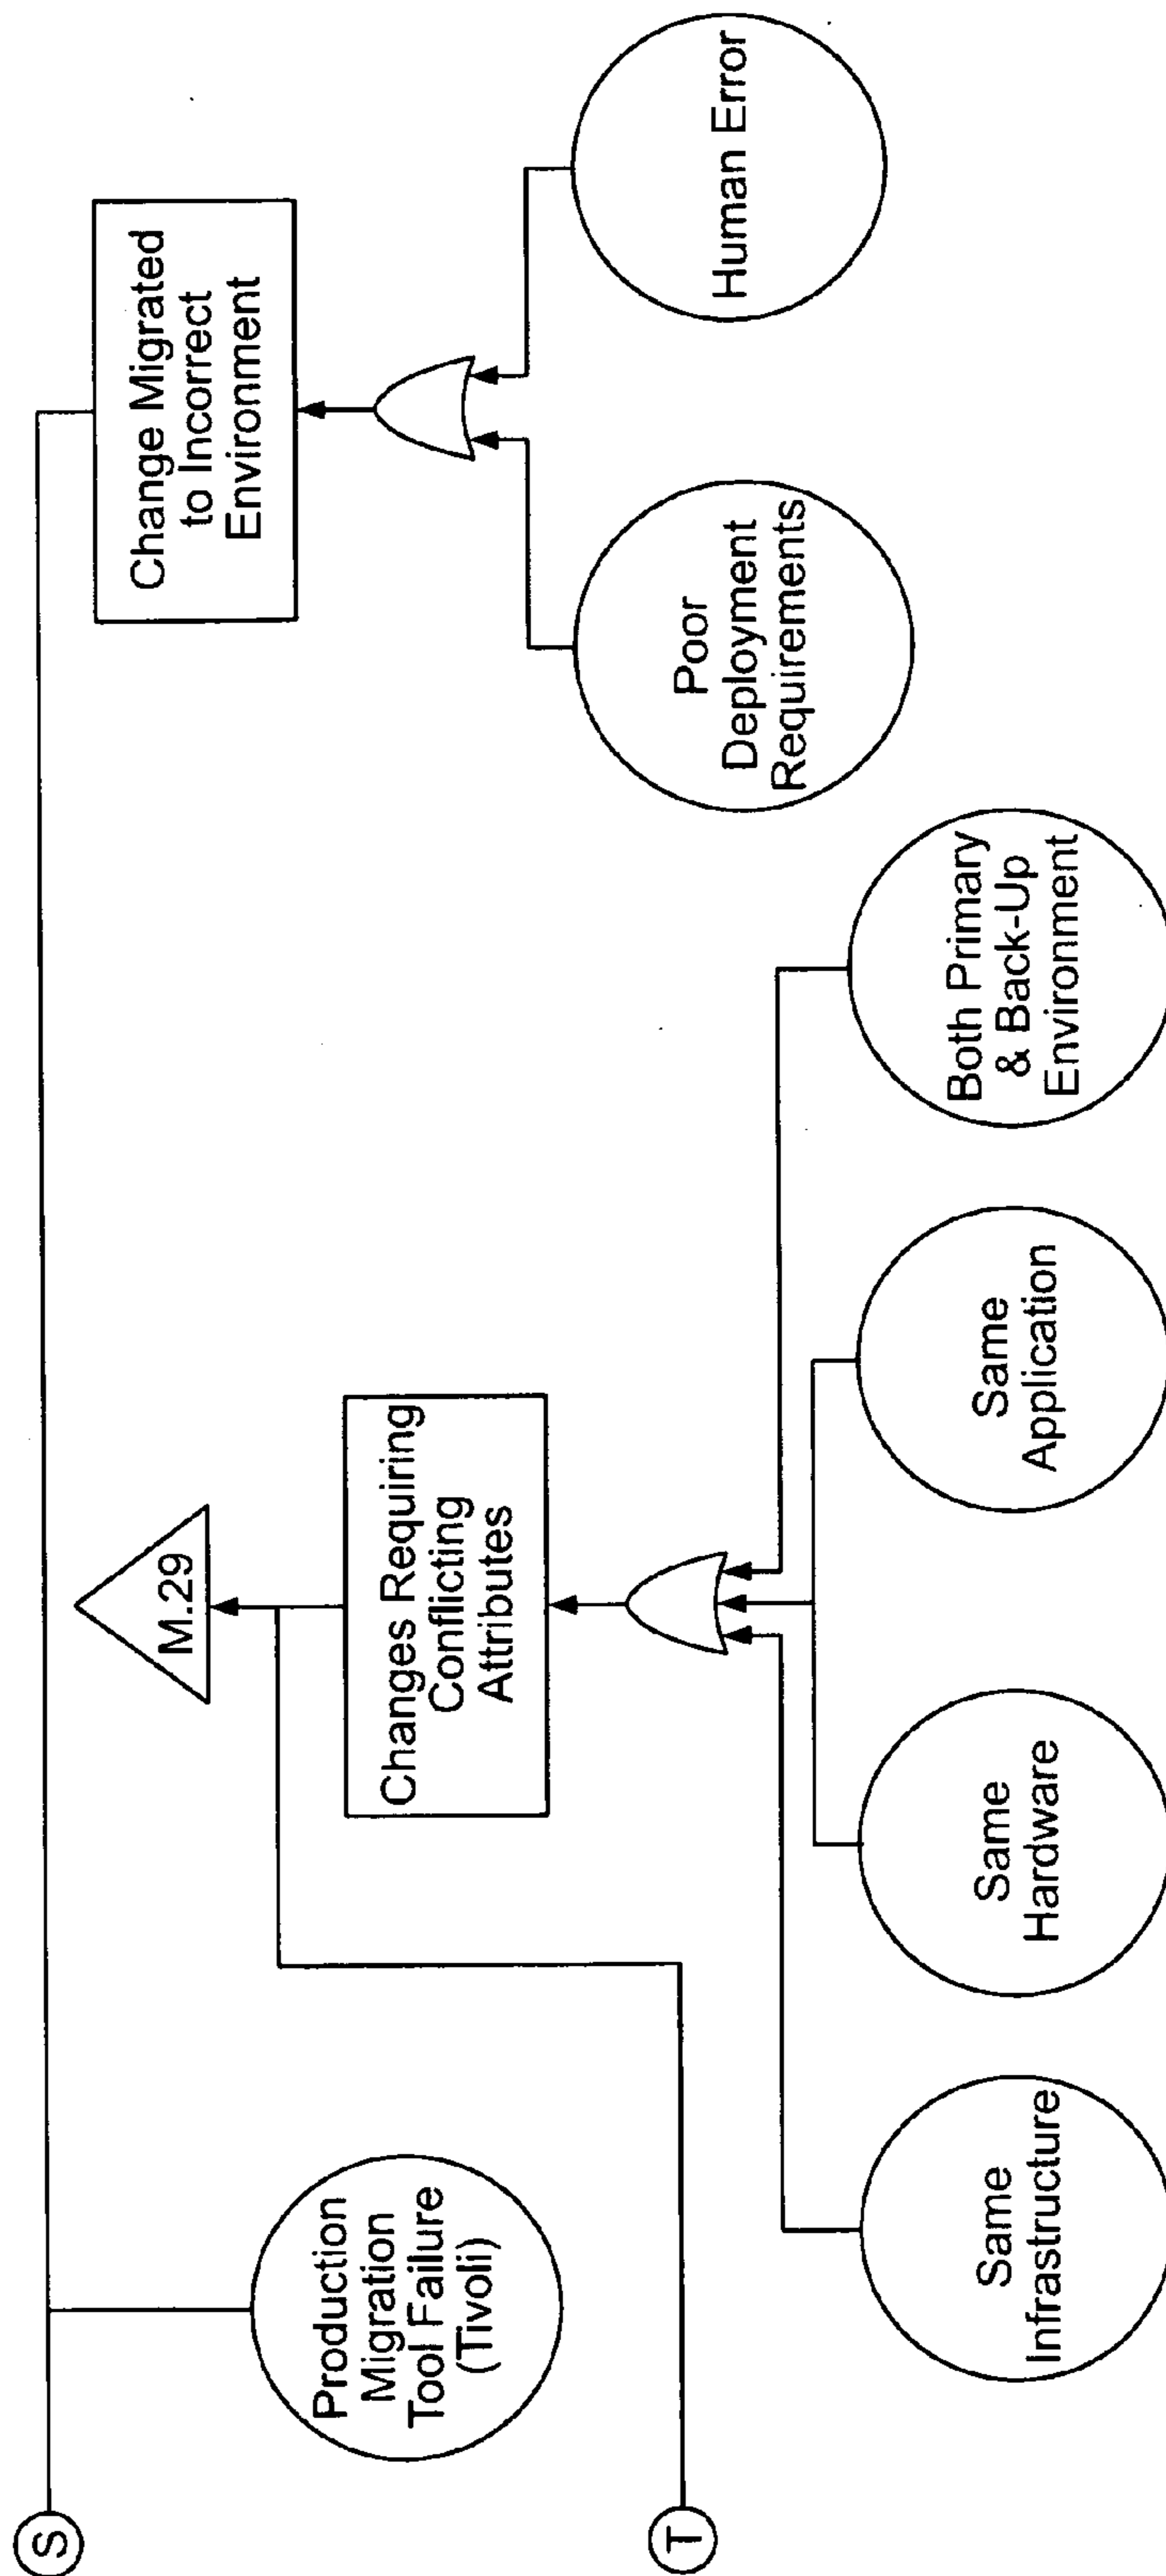 S
Production
Migration
Tool Failure
(Tivoli)
M.29
Change Migrated
to Incorrect
Environment
Changes Requiring
Conflicting
Attributes
Poor
Deployment
Requirements
Human Error
T
Same
Infrastructure
Same
Hardware
Same
Application
Both Primary
& Back-Up
Environment